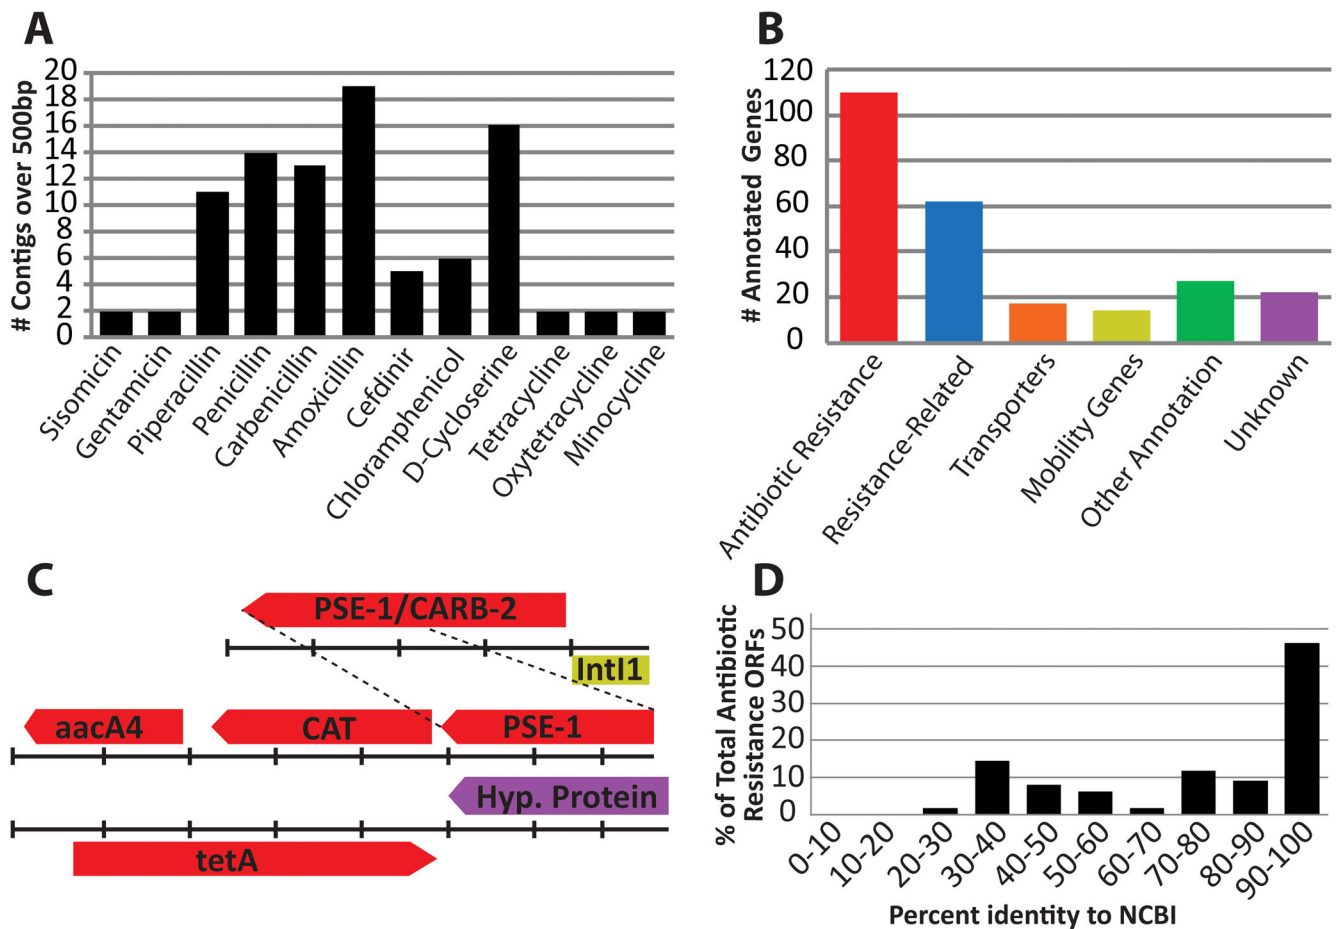 A
# Contigs over 500bp
20
18
16
14
12
10
8
6
4
2
0
Sisomicin
Gentamicin
Piperacillin
Penicillin
Carbenicillin
Amoxicillin
Cefdinir
Chloramphenicol
D-Cycloserine
Tetracycline
Oxytetracycline
Minocycline
B
# Annotated Genes
120
100
80
60
40
20
0
Antibiotic Resistance
Resistance-Related
Transporters
Mobility Genes
Other Annotation
Unknown
C
PSE-1/CARB-2
IntI1
aacA4
CAT
PSE-1
Hyp. Protein
tetA
D
% of Total Antibiotic
Resistance ORFs
50
40
30
20
10
0
0-10
10-20
20-30
30-40
40-50
50-60
60-70
70-80
80-90
90-100
Percent identity to NCBI